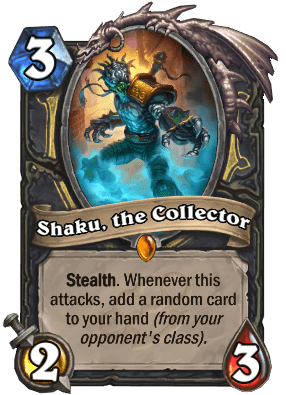 3
Shaku, the Collector
Stealth. Whenever this
attacks, add a random card
to your hand (from your
opponent's class).
2
3